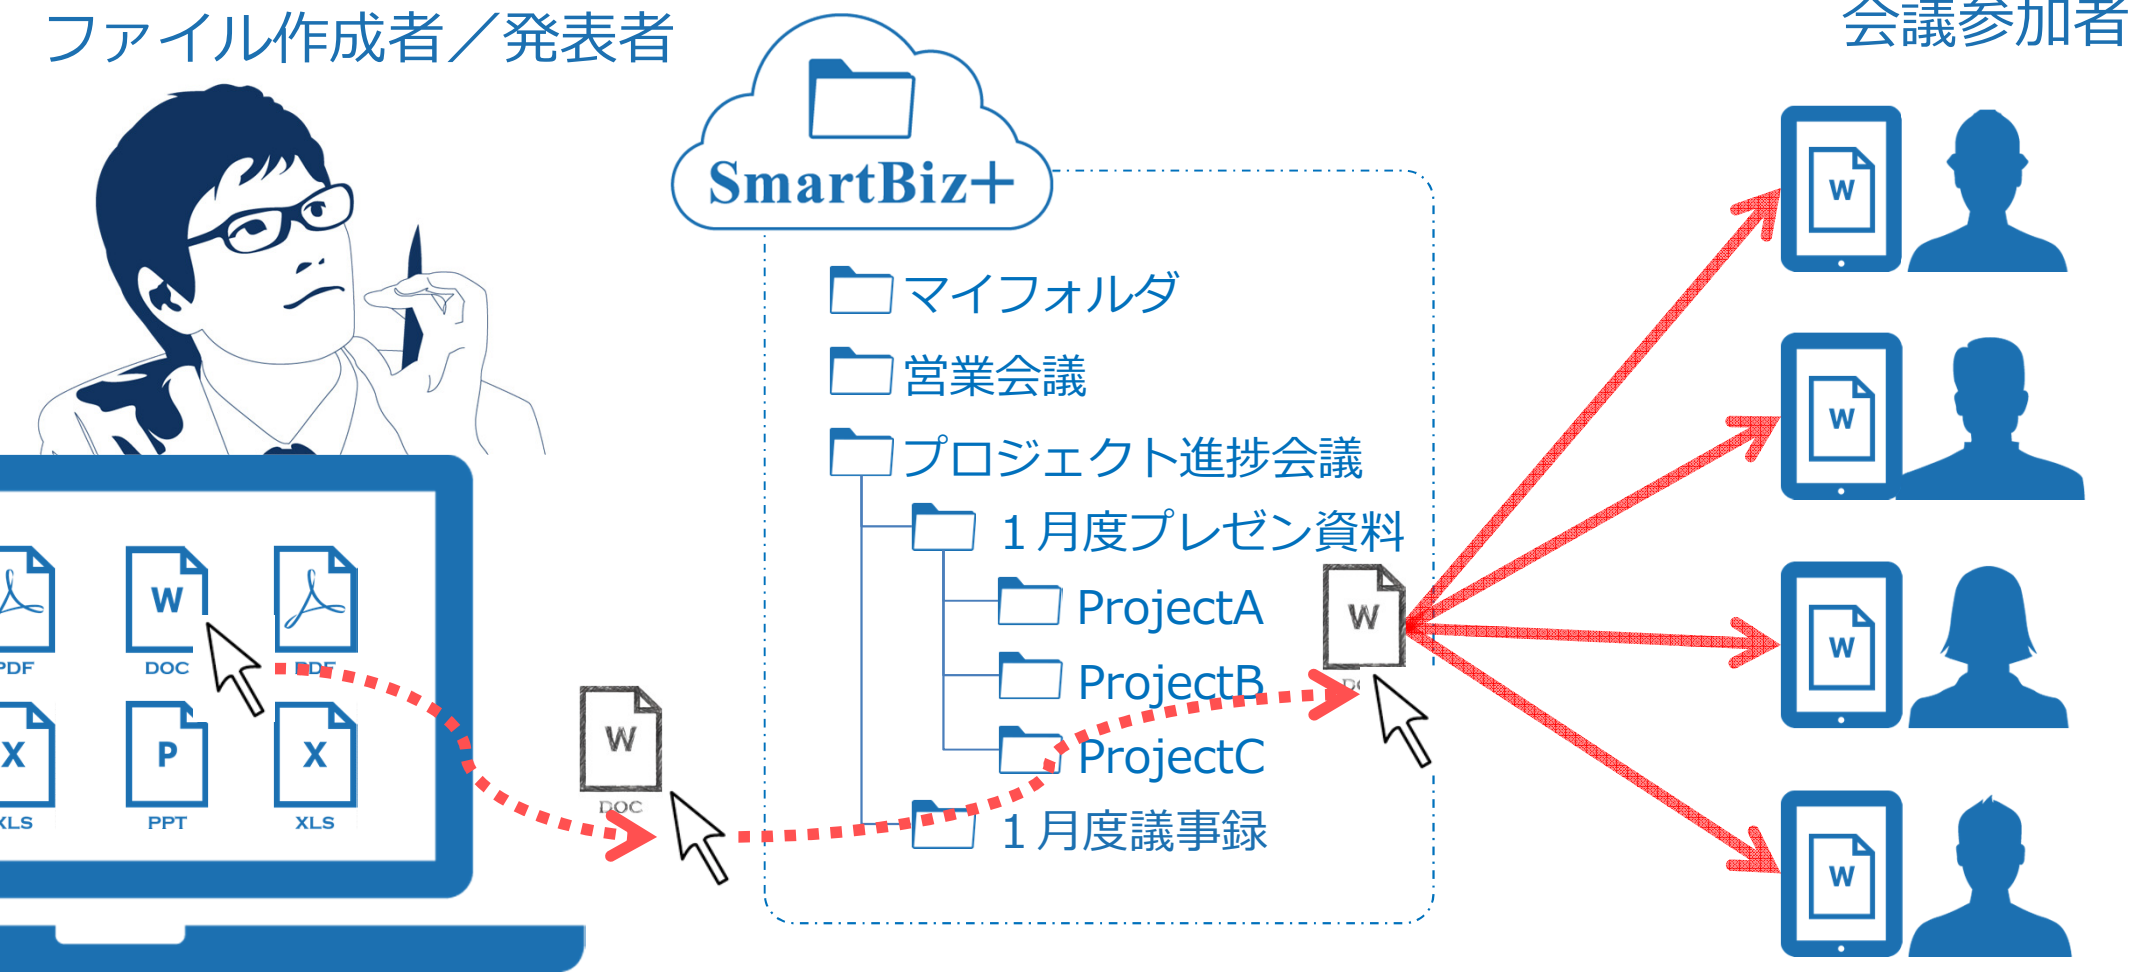 ファイル作成者／発表者
会議参加者
SmartBiz+
マイフォルダ
営業会議
プロジェクト進捗会議
１月度プレゼン資料
ProjectA
ProjectB
ProjectC
１月度議事録
PDF
W
DOC
PDF
X
XLS
P
PPT
X
XLS
W
DOC
W
W
W
W
W